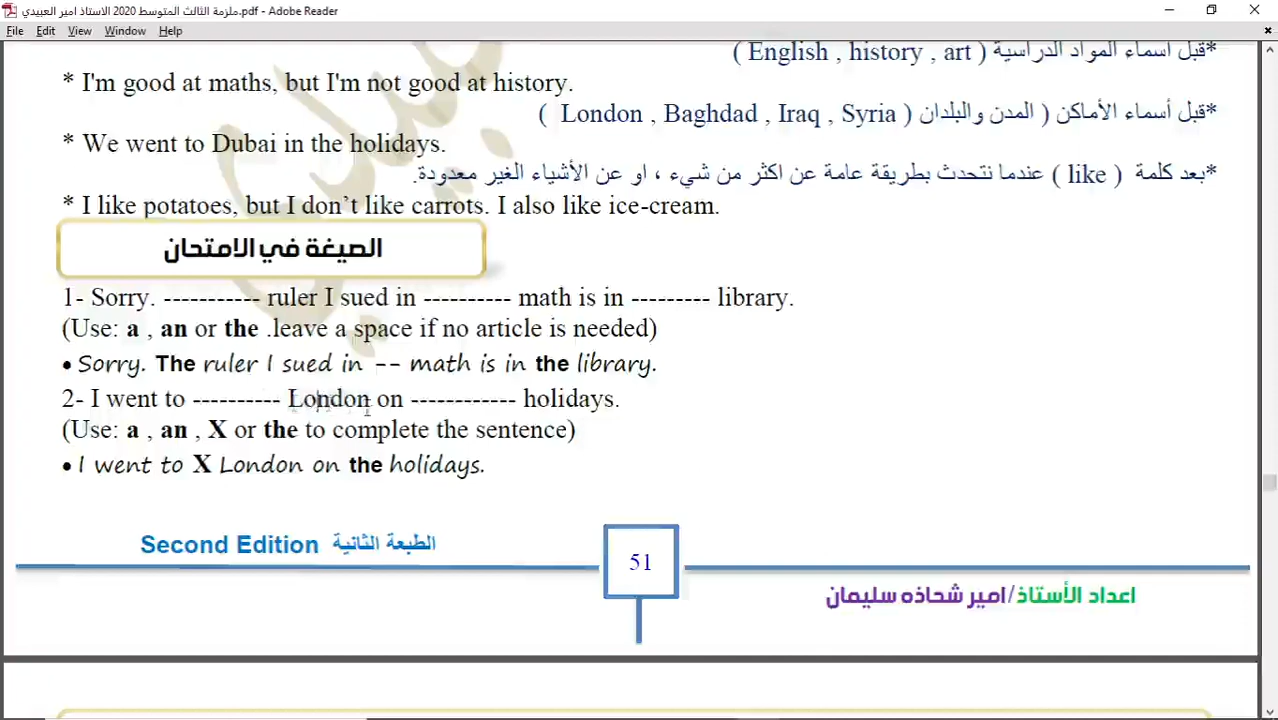 ملزمة الثالث المتوسط 2020 الاستاذ امير العبيدي.pdf - Adobe Reader
File Edit View Window Help
*قبل اسماء المواد الدراسية ( English , history , art )
* I'm good at maths, but I'm not good at history.
*قبل أسماء الأماكن ( المدن والبلدان ( London , Baghdad , Iraq , Syria )
* We went to Dubai in the holidays.
*بعد كلمة ( like ) عندما نتحدث بطريقة عامة عن اكثر من شيء ، او عن الأشياء الغير معدودة.
* I like potatoes, but I don't like carrots. I also like ice-cream.
الصيغة في الامتحان
1- Sorry. ----------- ruler I sued in ---------- math is in --------- library.
(Use: a , an or the .leave a space if no article is needed)
• Sorry. The ruler I sued in -- math is in the library.
2- I went to ---------- London on ------------ holidays.
(Use: a , an , X or the to complete the sentence)
• I went to X London on the holidays.
Second Edition الطبعة الثانية
51
اعداد الأستاذ/امير شحاذه سليمان